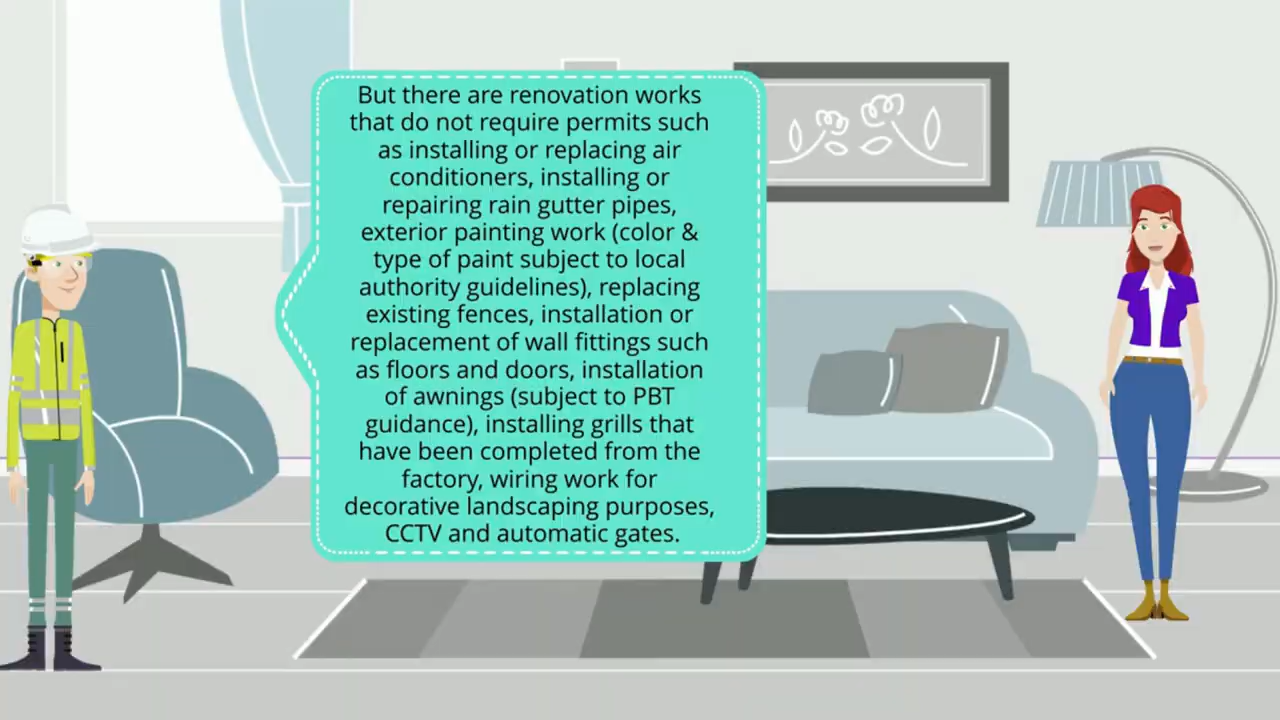 But there are renovation works
that do not require permits such
as installing or replacing air
conditioners, installing or
repairing rain gutter pipes,
exterior painting work (color &
type of paint subject to local
authority guidelines), replacing
existing fences, installation or
replacement of wall fittings such
as floors and doors, installation
of awnings (subject to PBT
guidance), installing grills that
have been completed from the
factory, wiring work for
decorative landscaping purposes,
CCTV and automatic gates.